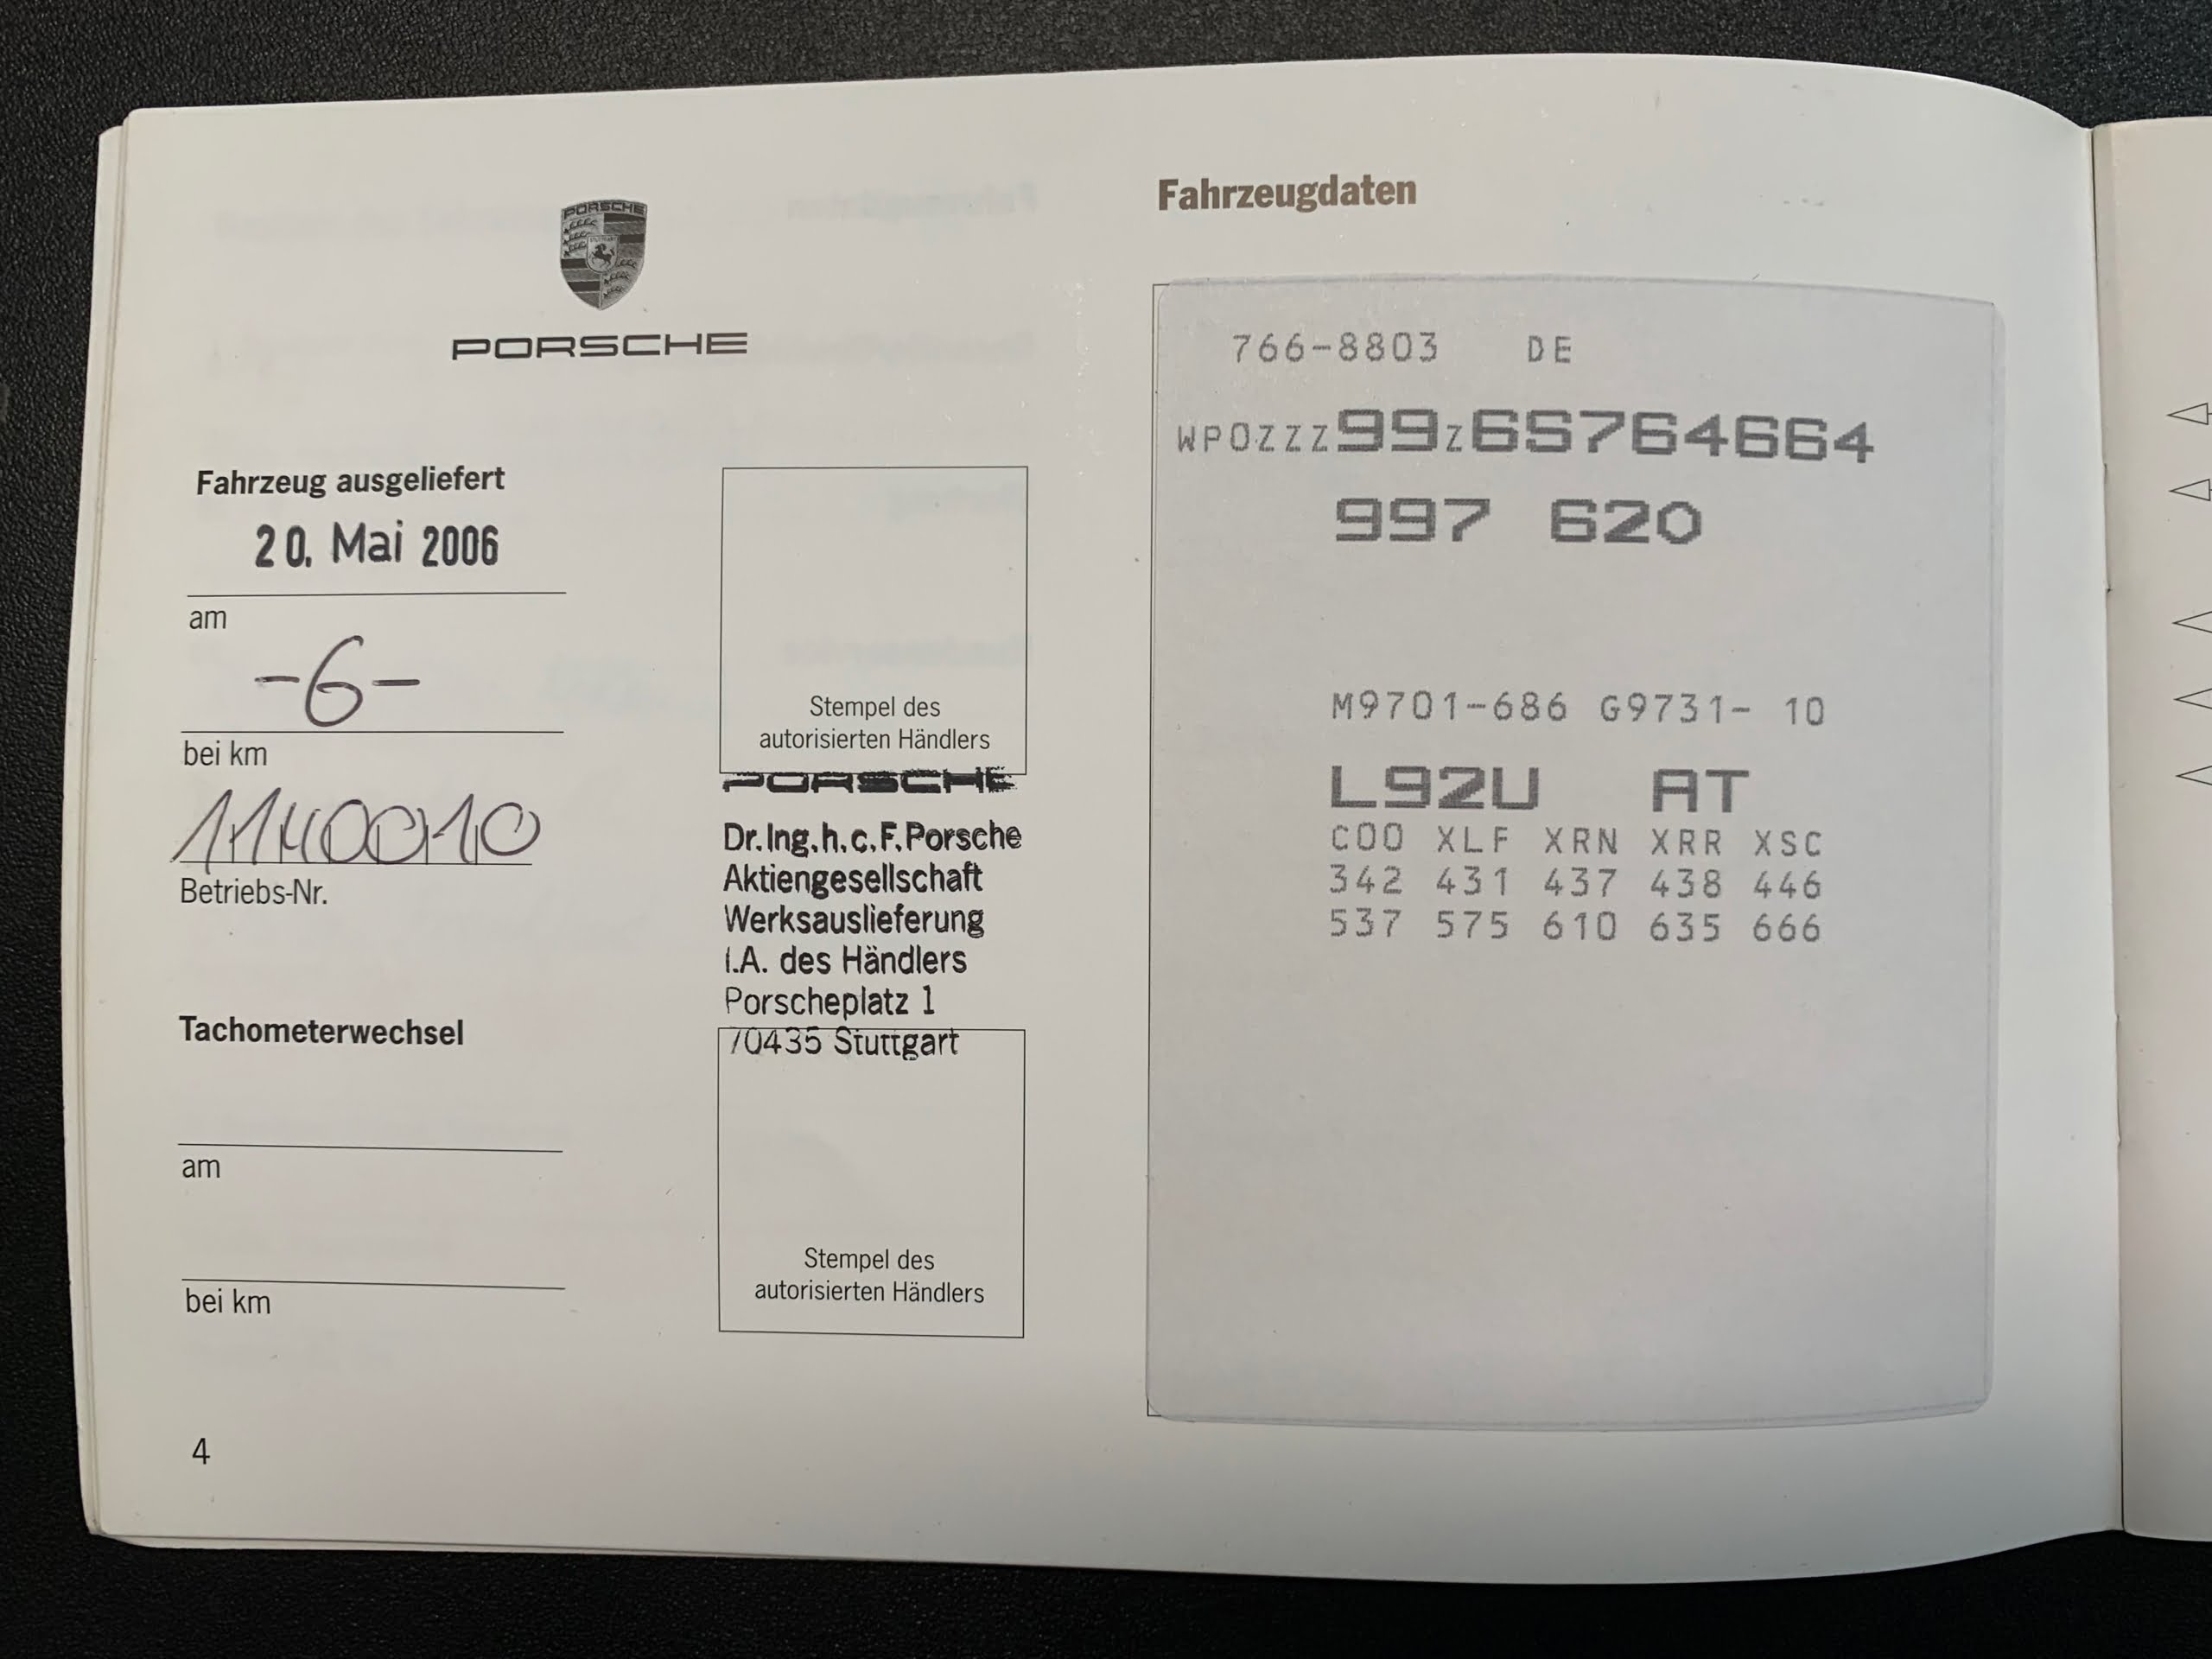 PORSCHE
PORSCHE
Fahrzeug ausgeliefert
20. Mai 2006
am
-6-
bei km
1140010
Betriebs-Nr.
Tachometerwechsel
am
bei km
4
Stempel des
autorisierten Händlers
PORSCHE
Dr.Ing.h.c.F.Porsche
Aktiengesellschaft
Werksauslieferung
I.A. des Händlers
Porscheplatz 1
70435 Stuttgart
Stempel des
autorisierten Händlers
Fahrzeugdaten
766-8803 DE
WP0ZZZ99Z6S764664
997 620
M9701-686 G9731- 10
L92U AT
C00 XLF XRN XRR XSC
342 431 437 438 446
537 575 610 635 666